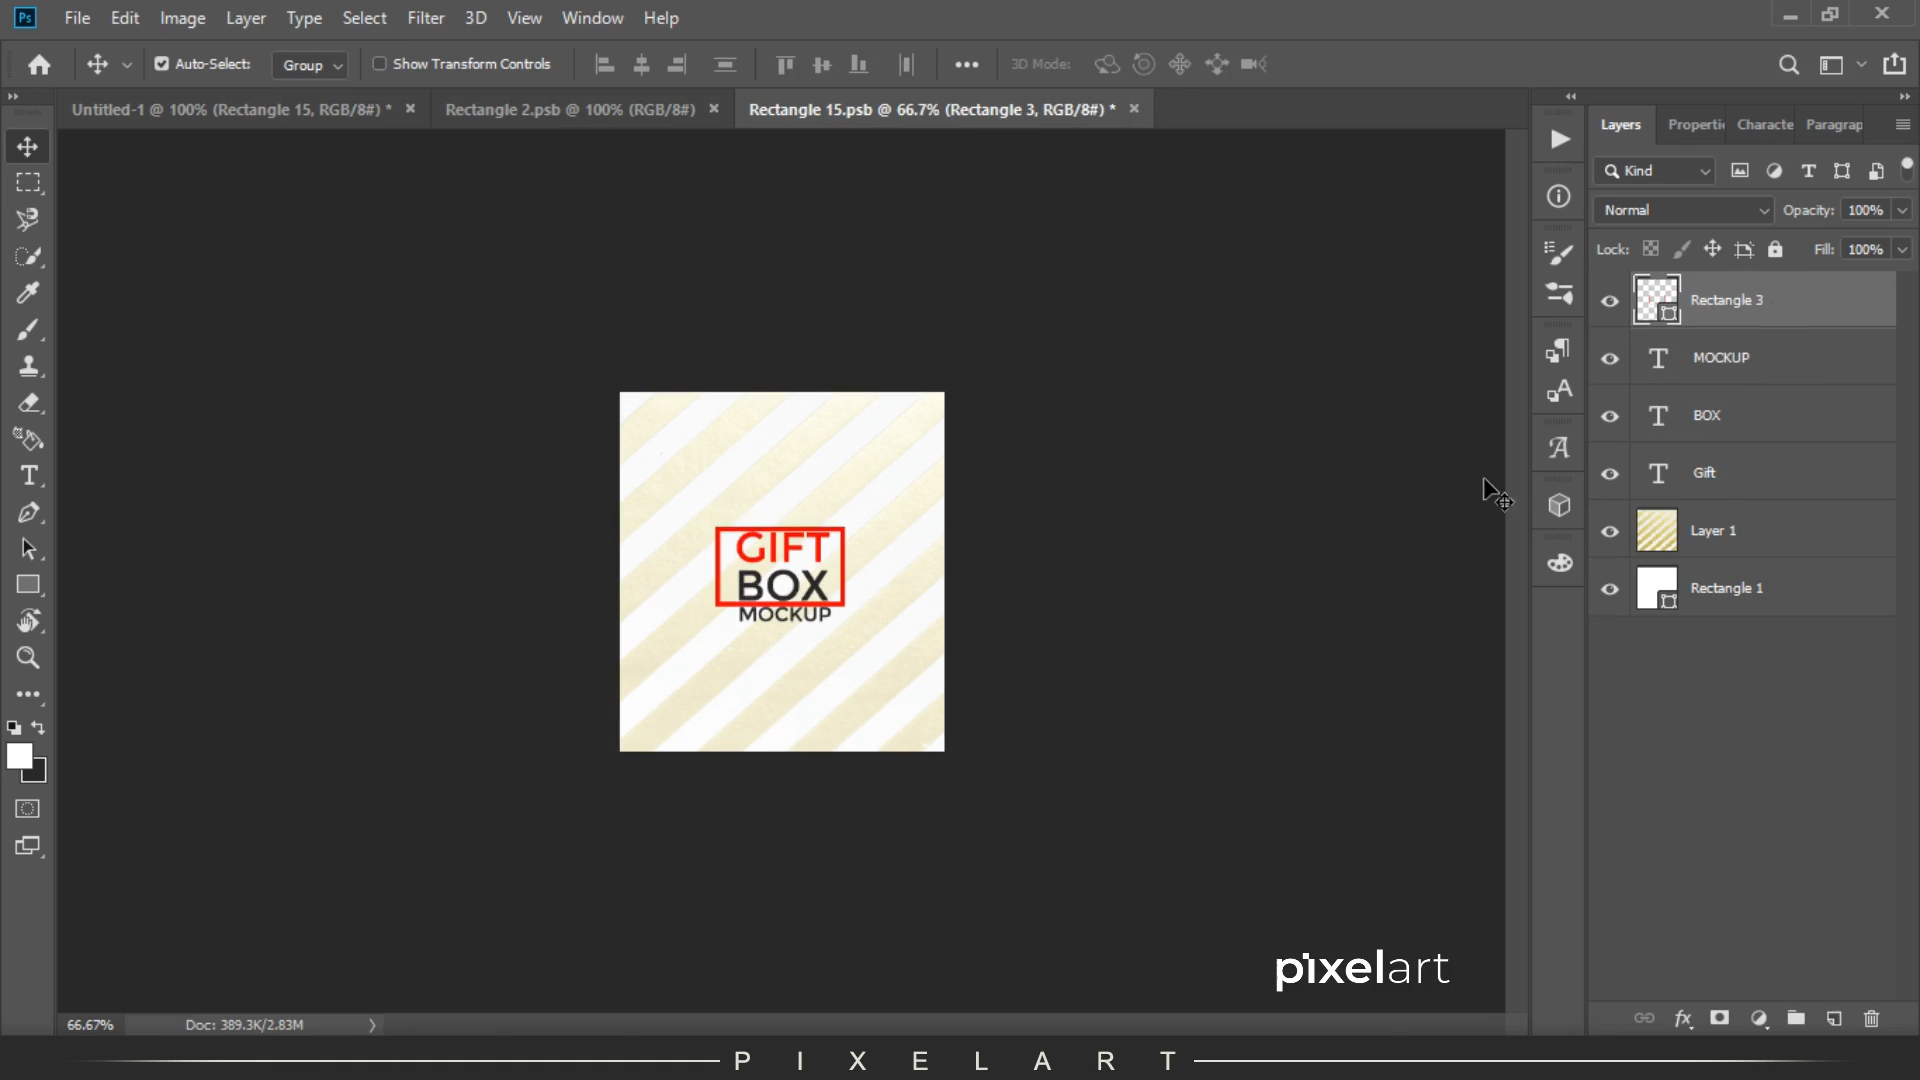 Ps File Edit Image Layer Type Select Filter 3D View Window Help
Auto-Select: Group Show Transform Controls 3D Mode:
Untitled-1 @ 100% (Rectangle 15, RGB/8#) * Rectangle 2.psb @ 100% (RGB/8#) Rectangle 15.psb @ 66.7% (Rectangle 3, RGB/8#) *
Layers Properti Characte Paragrap
Kind
Normal Opacity: 100%
Lock: Fill: 100%
Rectangle 3
MOCKUP
BOX
Gift
Layer 1
Rectangle 1
GIFT
BOX
MOCKUP
pixelart
66.67% Doc: 389.3K/2.83M
PIXELART